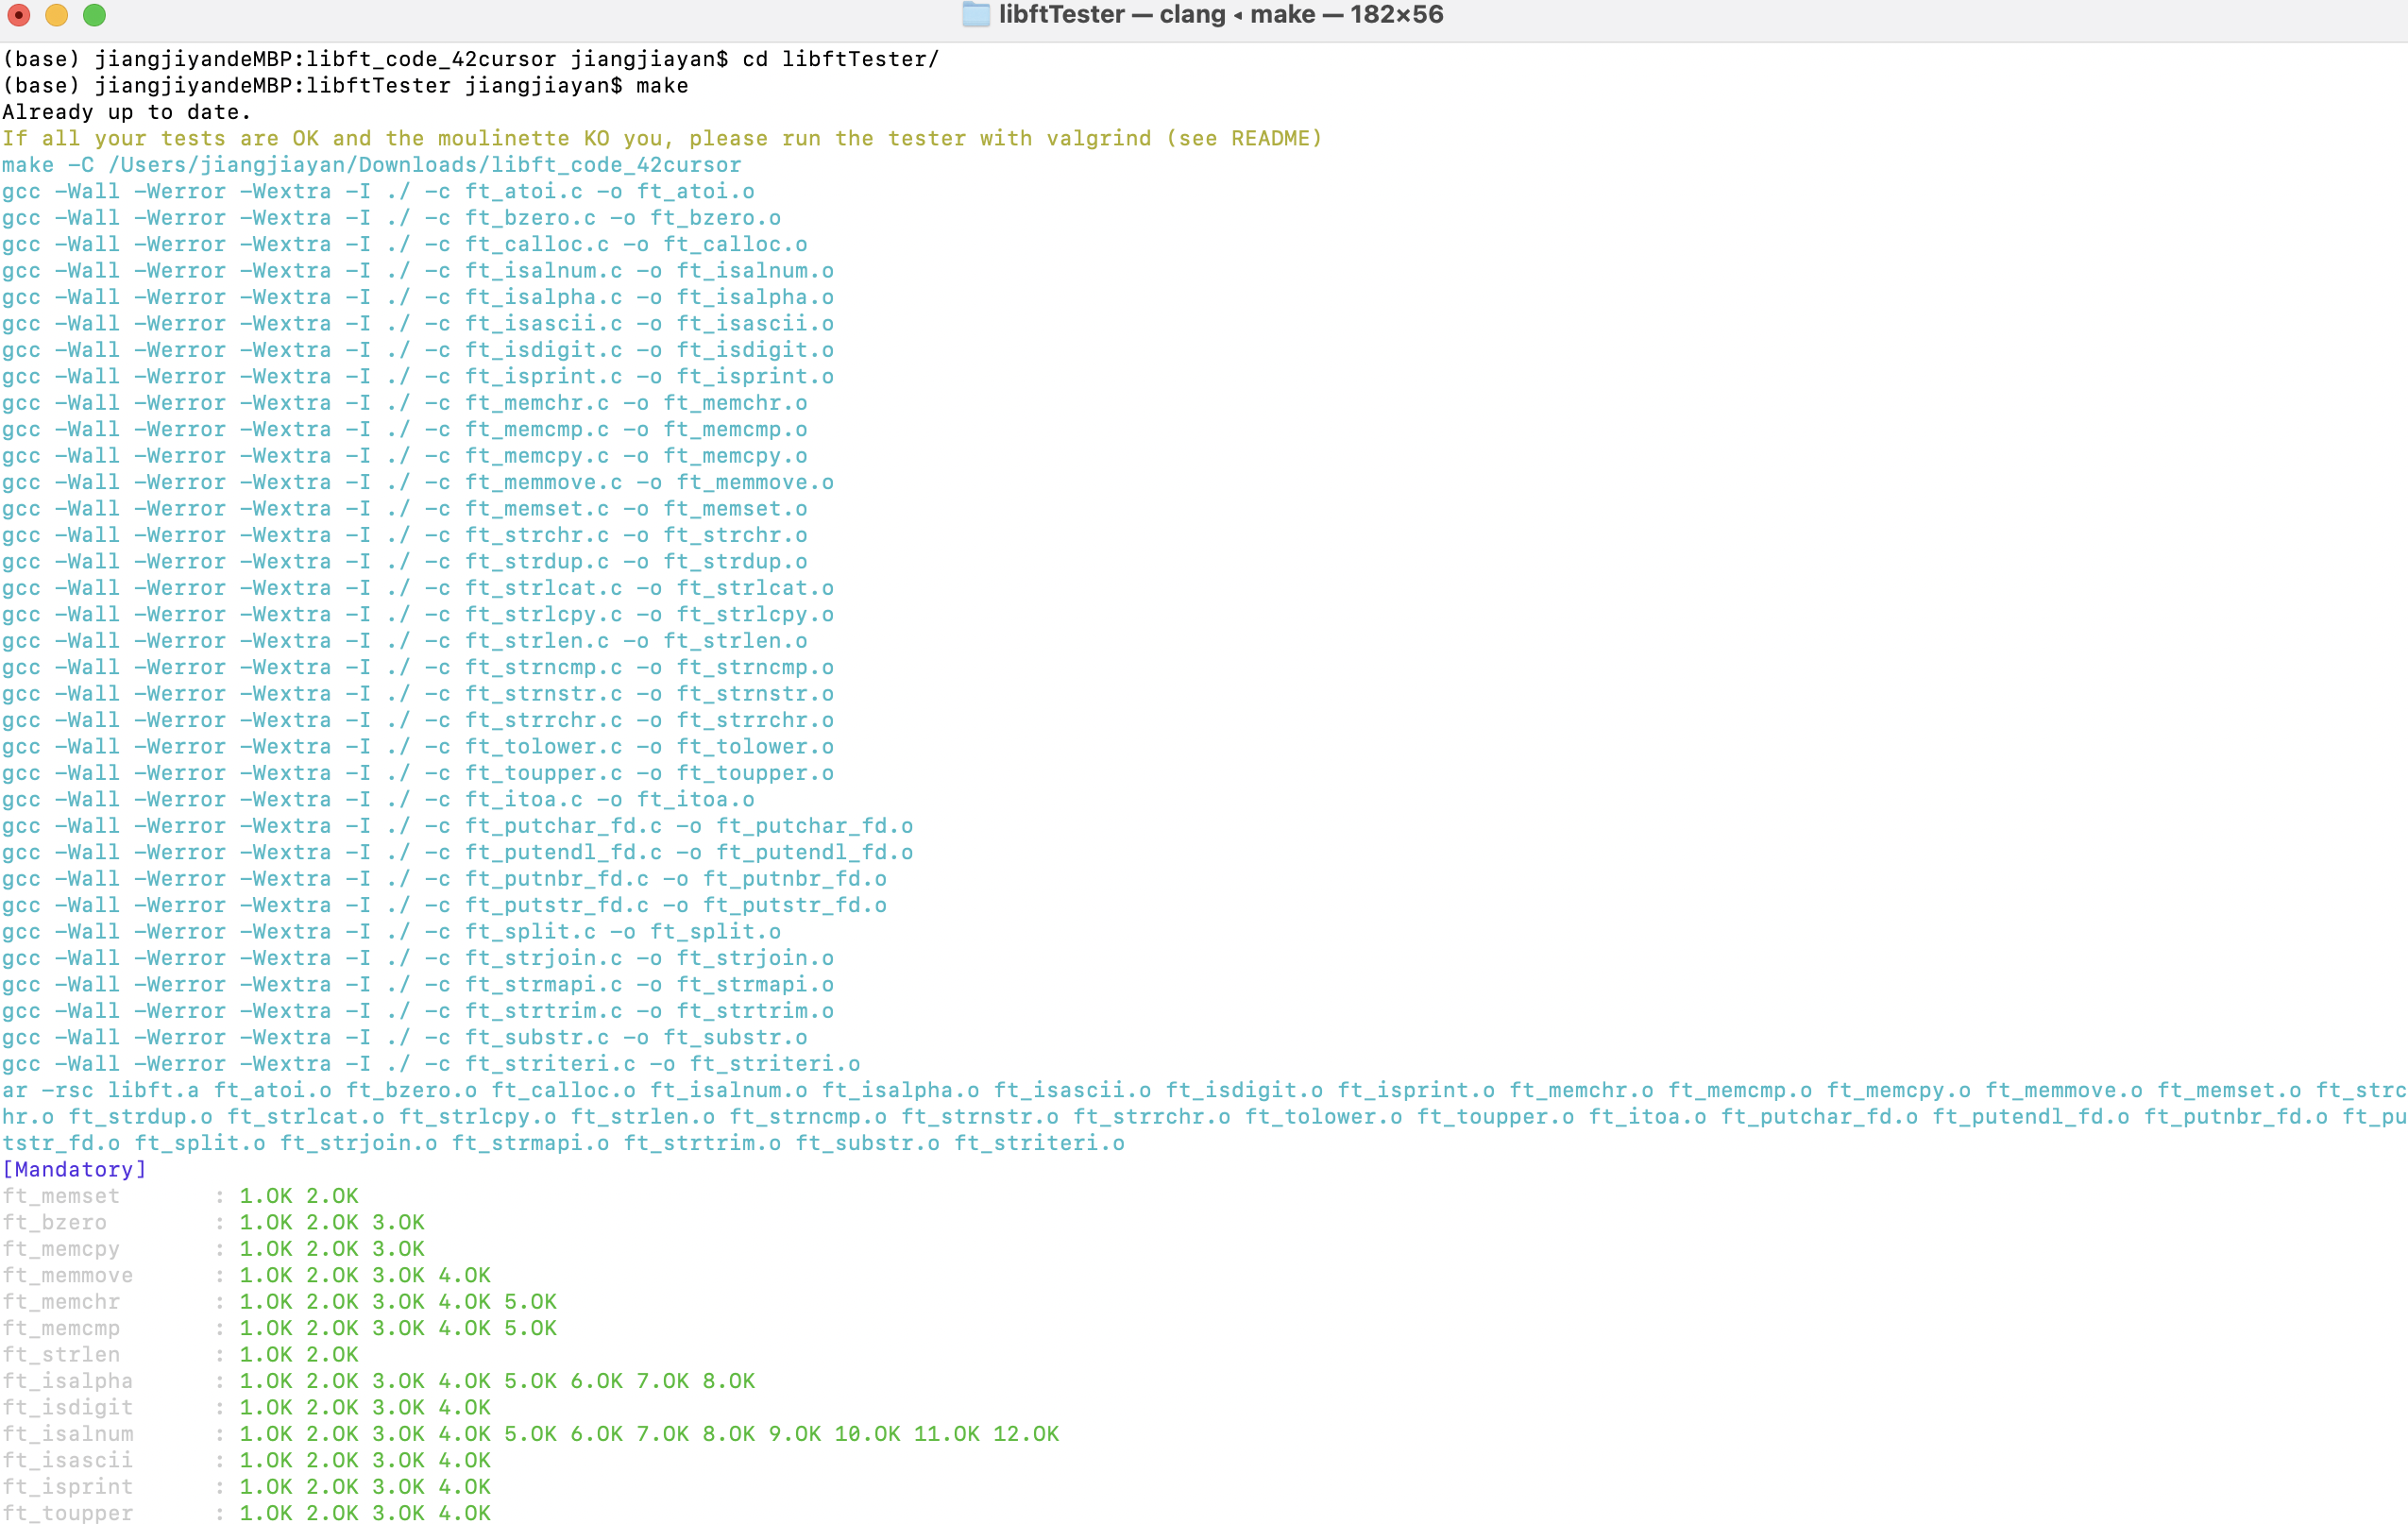 libftTester — clang ◂ make — 182×56
(base) jiangjiyandeMBP:libft_code_42cursor jiangjiayan$ cd libftTester/
(base) jiangjiyandeMBP:libftTester jiangjiayan$ make
Already up to date.
If all your tests are OK and the moulinette KO you, please run the tester with valgrind (see README)
make -C /Users/jiangjiayan/Downloads/libft_code_42cursor
gcc -Wall -Werror -Wextra -I ./ -c ft_atoi.c -o ft_atoi.o
gcc -Wall -Werror -Wextra -I ./ -c ft_bzero.c -o ft_bzero.o
gcc -Wall -Werror -Wextra -I ./ -c ft_calloc.c -o ft_calloc.o
gcc -Wall -Werror -Wextra -I ./ -c ft_isalnum.c -o ft_isalnum.o
gcc -Wall -Werror -Wextra -I ./ -c ft_isalpha.c -o ft_isalpha.o
gcc -Wall -Werror -Wextra -I ./ -c ft_isascii.c -o ft_isascii.o
gcc -Wall -Werror -Wextra -I ./ -c ft_isdigit.c -o ft_isdigit.o
gcc -Wall -Werror -Wextra -I ./ -c ft_isprint.c -o ft_isprint.o
gcc -Wall -Werror -Wextra -I ./ -c ft_memchr.c -o ft_memchr.o
gcc -Wall -Werror -Wextra -I ./ -c ft_memcmp.c -o ft_memcmp.o
gcc -Wall -Werror -Wextra -I ./ -c ft_memcpy.c -o ft_memcpy.o
gcc -Wall -Werror -Wextra -I ./ -c ft_memmove.c -o ft_memmove.o
gcc -Wall -Werror -Wextra -I ./ -c ft_memset.c -o ft_memset.o
gcc -Wall -Werror -Wextra -I ./ -c ft_strchr.c -o ft_strchr.o
gcc -Wall -Werror -Wextra -I ./ -c ft_strdup.c -o ft_strdup.o
gcc -Wall -Werror -Wextra -I ./ -c ft_strlcat.c -o ft_strlcat.o
gcc -Wall -Werror -Wextra -I ./ -c ft_strlcpy.c -o ft_strlcpy.o
gcc -Wall -Werror -Wextra -I ./ -c ft_strlen.c -o ft_strlen.o
gcc -Wall -Werror -Wextra -I ./ -c ft_strncmp.c -o ft_strncmp.o
gcc -Wall -Werror -Wextra -I ./ -c ft_strnstr.c -o ft_strnstr.o
gcc -Wall -Werror -Wextra -I ./ -c ft_strrchr.c -o ft_strrchr.o
gcc -Wall -Werror -Wextra -I ./ -c ft_tolower.c -o ft_tolower.o
gcc -Wall -Werror -Wextra -I ./ -c ft_toupper.c -o ft_toupper.o
gcc -Wall -Werror -Wextra -I ./ -c ft_itoa.c -o ft_itoa.o
gcc -Wall -Werror -Wextra -I ./ -c ft_putchar_fd.c -o ft_putchar_fd.o
gcc -Wall -Werror -Wextra -I ./ -c ft_putendl_fd.c -o ft_putendl_fd.o
gcc -Wall -Werror -Wextra -I ./ -c ft_putnbr_fd.c -o ft_putnbr_fd.o
gcc -Wall -Werror -Wextra -I ./ -c ft_putstr_fd.c -o ft_putstr_fd.o
gcc -Wall -Werror -Wextra -I ./ -c ft_split.c -o ft_split.o
gcc -Wall -Werror -Wextra -I ./ -c ft_strjoin.c -o ft_strjoin.o
gcc -Wall -Werror -Wextra -I ./ -c ft_strmapi.c -o ft_strmapi.o
gcc -Wall -Werror -Wextra -I ./ -c ft_strtrim.c -o ft_strtrim.o
gcc -Wall -Werror -Wextra -I ./ -c ft_substr.c -o ft_substr.o
gcc -Wall -Werror -Wextra -I ./ -c ft_striteri.c -o ft_striteri.o
ar -rsc libft.a ft_atoi.o ft_bzero.o ft_calloc.o ft_isalnum.o ft_isalpha.o ft_isascii.o ft_isdigit.o ft_isprint.o ft_memchr.o ft_memcmp.o ft_memcpy.o ft_memmove.o ft_memset.o ft_strc
hr.o ft_strdup.o ft_strlcat.o ft_strlcpy.o ft_strlen.o ft_strncmp.o ft_strnstr.o ft_strrchr.o ft_tolower.o ft_toupper.o ft_itoa.o ft_putchar_fd.o ft_putendl_fd.o ft_putnbr_fd.o ft_pu
tstr_fd.o ft_split.o ft_strjoin.o ft_strmapi.o ft_strtrim.o ft_substr.o ft_striteri.o
[Mandatory]
ft_memset : 1.OK 2.OK
ft_bzero : 1.OK 2.OK 3.OK
ft_memcpy : 1.OK 2.OK 3.OK
ft_memmove : 1.OK 2.OK 3.OK 4.OK
ft_memchr : 1.OK 2.OK 3.OK 4.OK 5.OK
ft_memcmp : 1.OK 2.OK 3.OK 4.OK 5.OK
ft_strlen : 1.OK 2.OK
ft_isalpha : 1.OK 2.OK 3.OK 4.OK 5.OK 6.OK 7.OK 8.OK
ft_isdigit : 1.OK 2.OK 3.OK 4.OK
ft_isalnum : 1.OK 2.OK 3.OK 4.OK 5.OK 6.OK 7.OK 8.OK 9.OK 10.OK 11.OK 12.OK
ft_isascii : 1.OK 2.OK 3.OK 4.OK
ft_isprint : 1.OK 2.OK 3.OK 4.OK
ft_toupper : 1.OK 2.OK 3.OK 4.OK